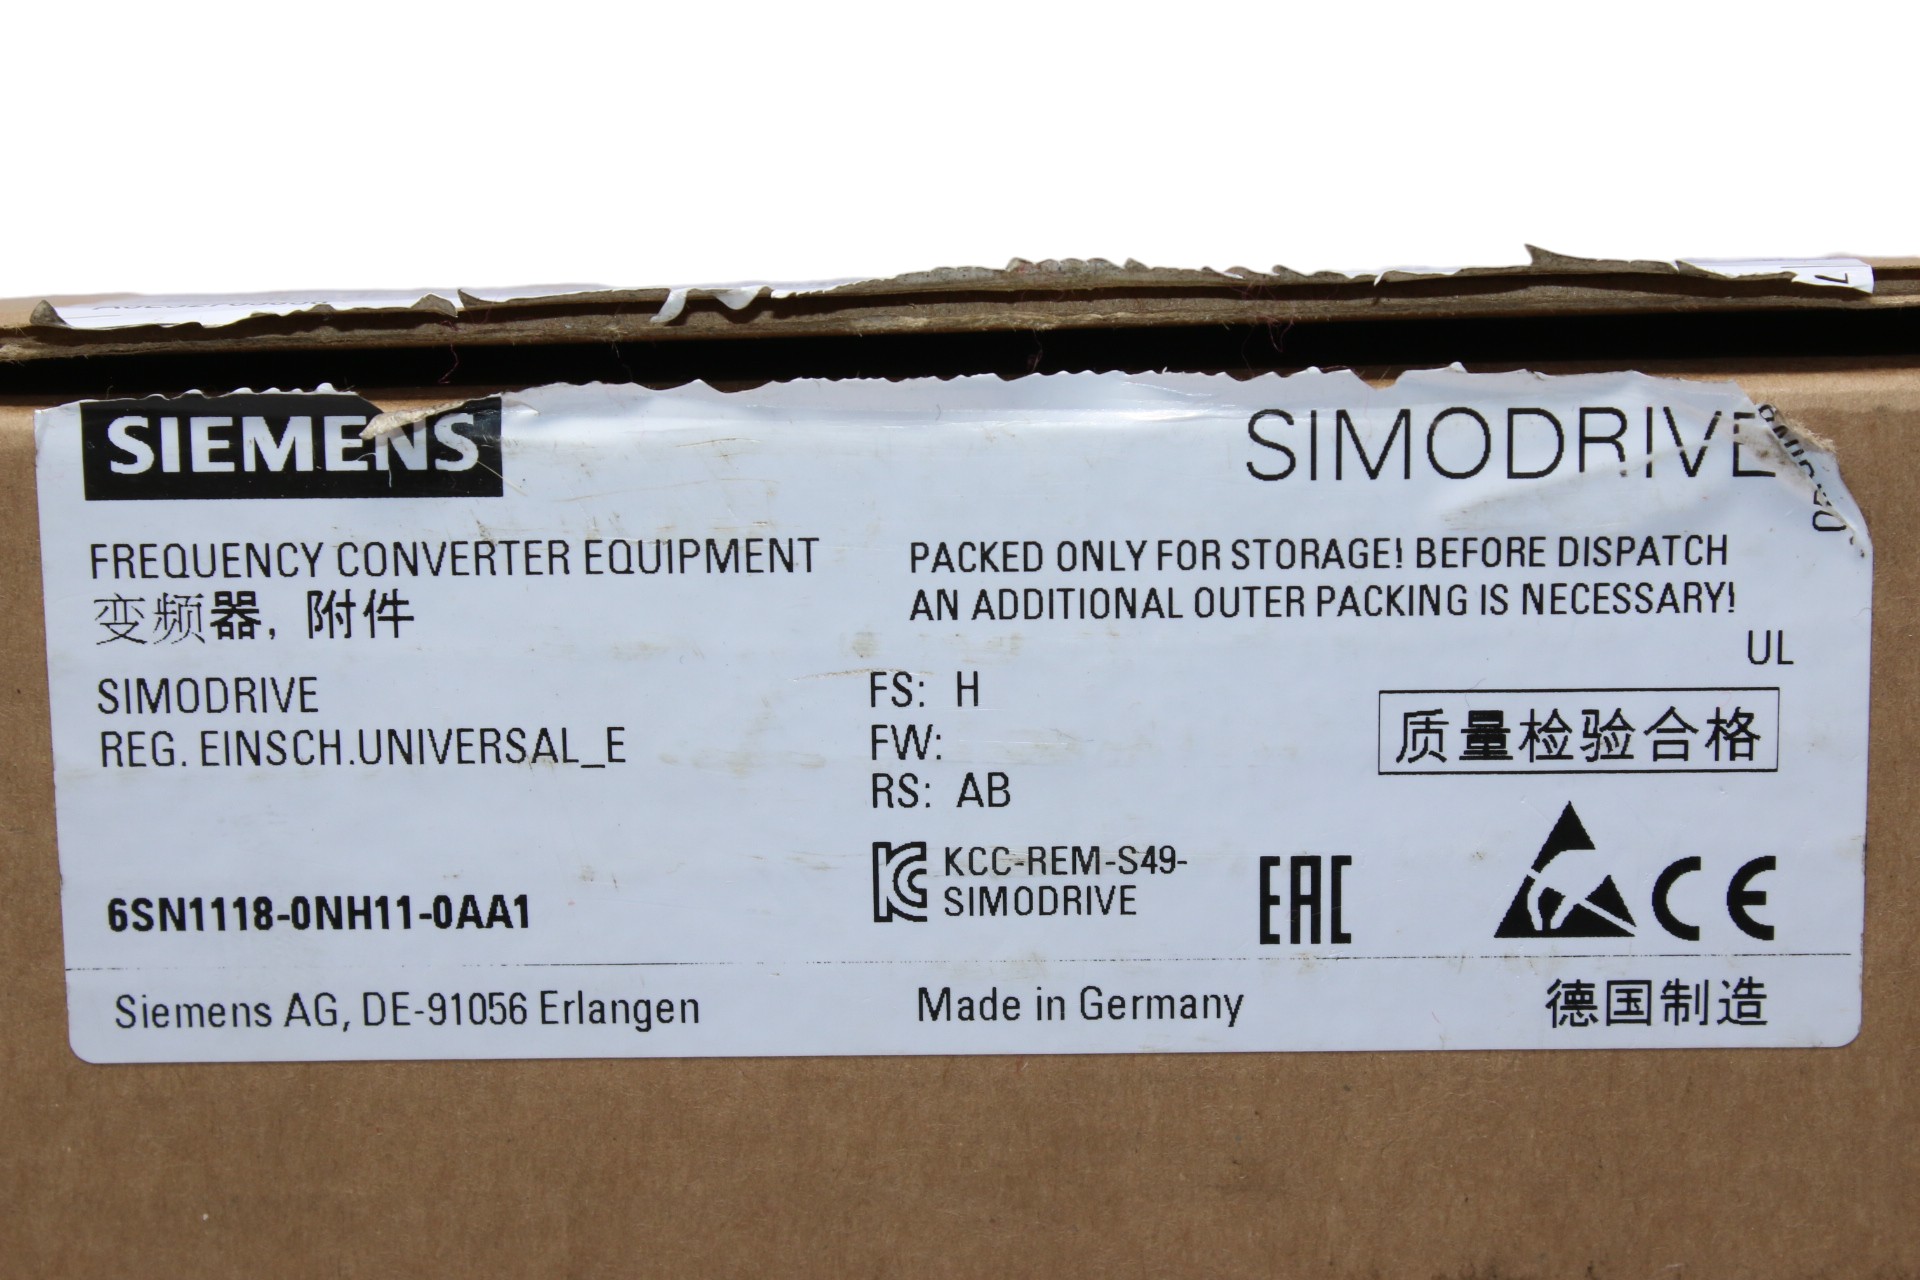 SIEMENS
SIMODRIVE
FREQUENCY CONVERTER EQUIPMENT
变频器, 附件
PACKED ONLY FOR STORAGE! BEFORE DISPATCH
AN ADDITIONAL OUTER PACKING IS NECESSARY!
UL
SIMODRIVE
REG. EINSCH.UNIVERSAL_E
FS: H
FW:
RS: AB
质量检验合格
6SN1118-0NH11-0AA1
KCC-REM-S49-
SIMODRIVE
EAC
CE
Siemens AG, DE-91056 Erlangen
Made in Germany
德国制造